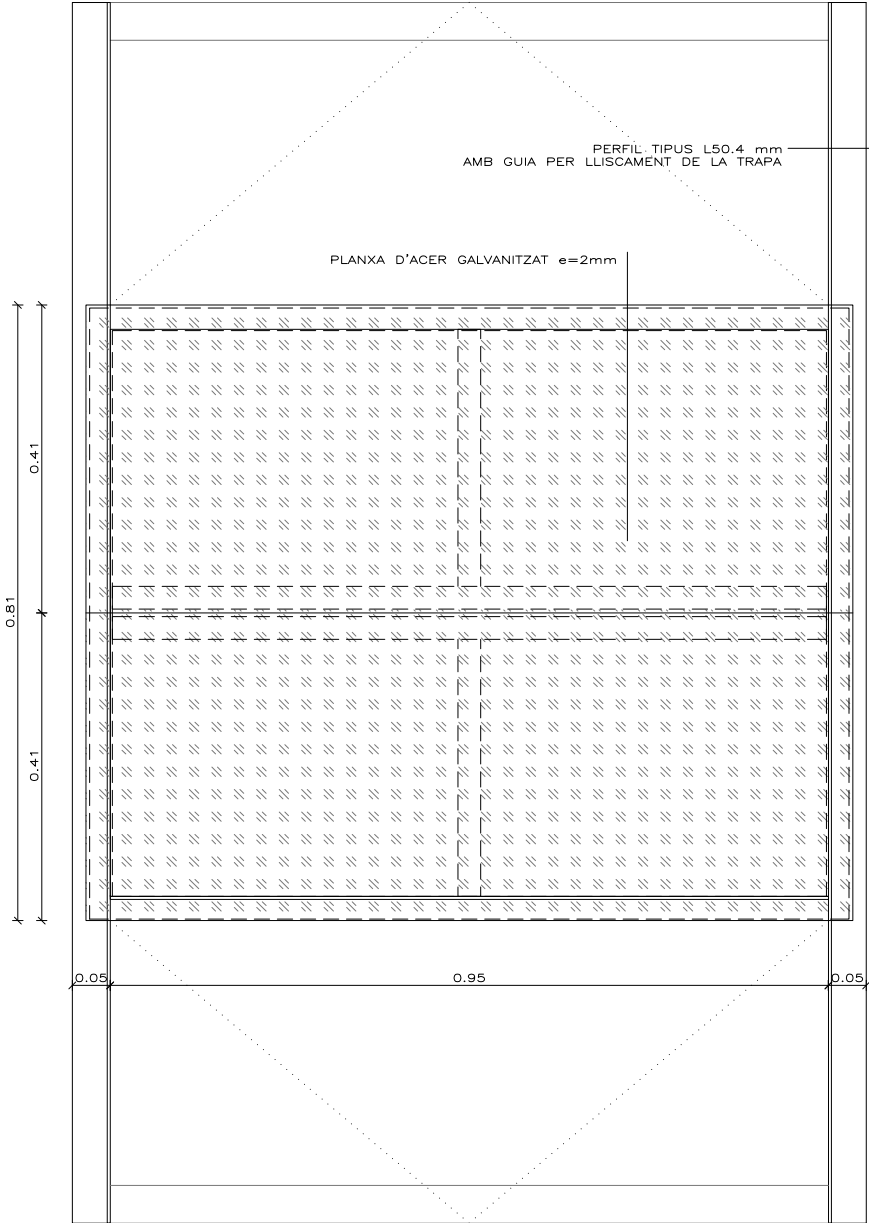 PERFIL TIPUS L50.4 mm
AMB GUIA PER LLISCAMENT DE LA TRAPA
PLANXA D'ACER GALVANITZAT e=2mm
0.41
0.81
0.41
0.05
0.95
0.05